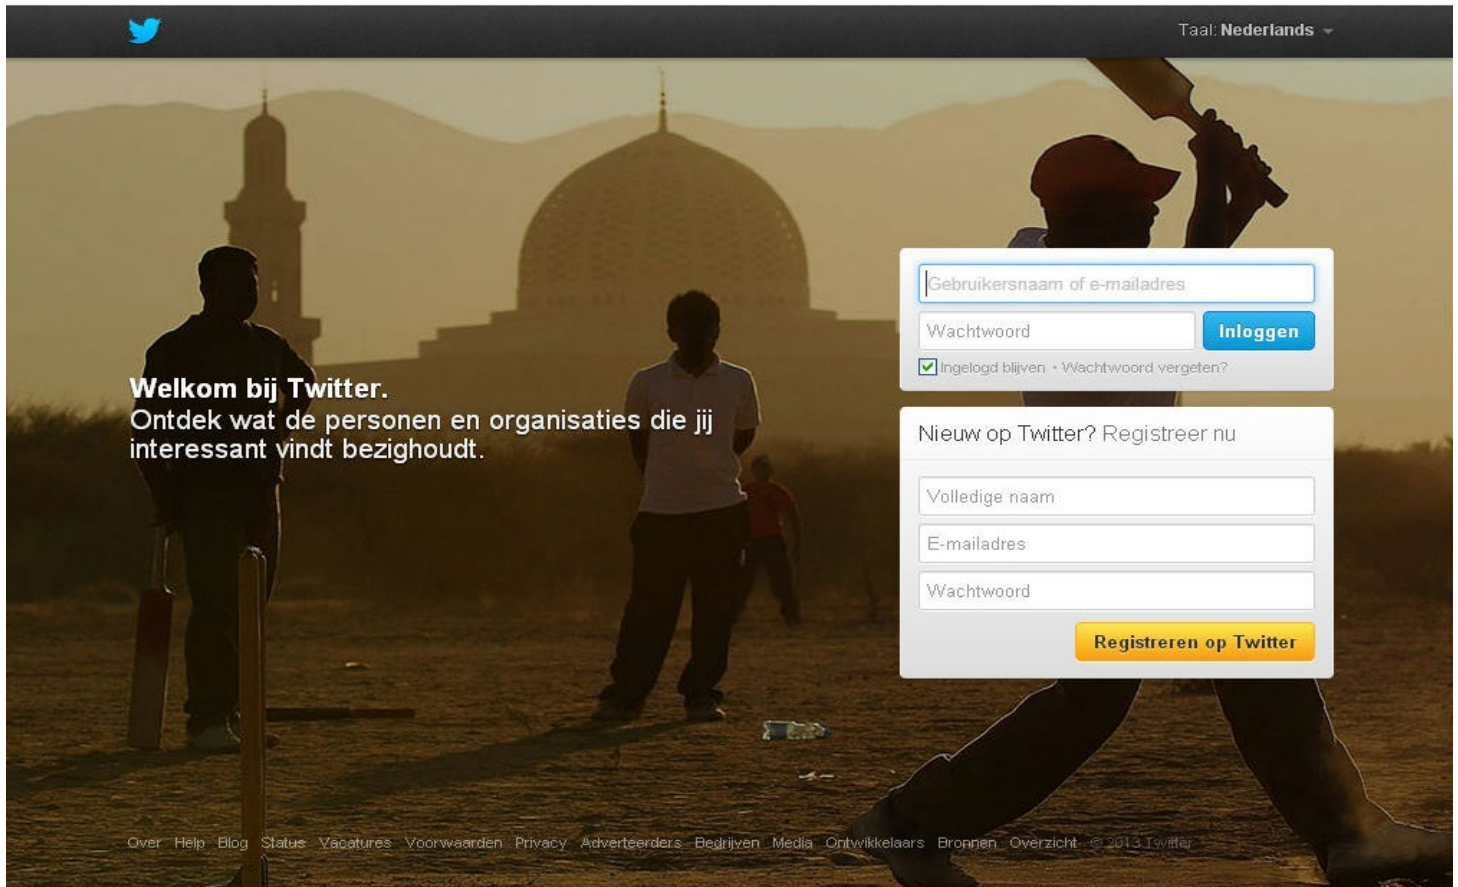 Taal: Nederlands
Welkom bij Twitter.
Ontdek wat de personen en organisaties die jij
interessant vindt bezighoudt.
Gebruikersnaam of e-mailadres
Wachtwoord
Inloggen
Ingelogd blijven · Wachtwoord vergeten?
Nieuw op Twitter? Registreer nu
Volledige naam
E-mailadres
Wachtwoord
Registreren op Twitter
Over Help Blog Status Vacatures Voorwaarden Privacy Adverteerders Bedrijven Media Ontwikkelaars Bronnen Overzicht © 2013 Twitter